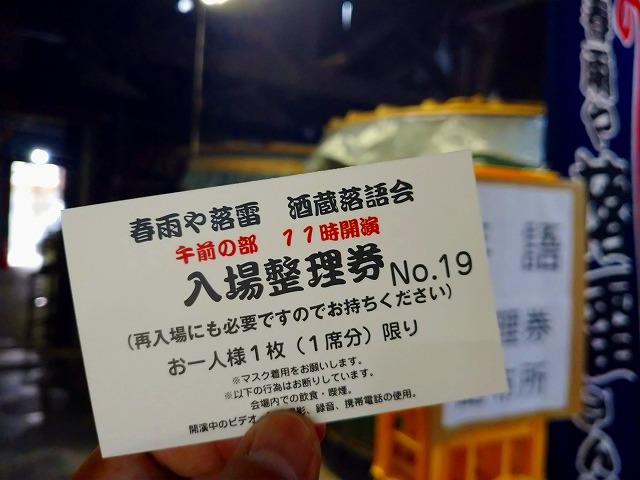 春雨や落雷　酒蔵落語会
午前の部　１１時開演
入場整理券 No.19
（再入場にも必要ですのでお持ちください）
お一人様１枚（１席分）限り
※マスク着用をお願いします。
※以下の行為はお断りしています。
会場内での飲食・喫煙。
開演中のビデオ 影、録音、携帯電話の使用。
語
理券
所
春雨や落雷